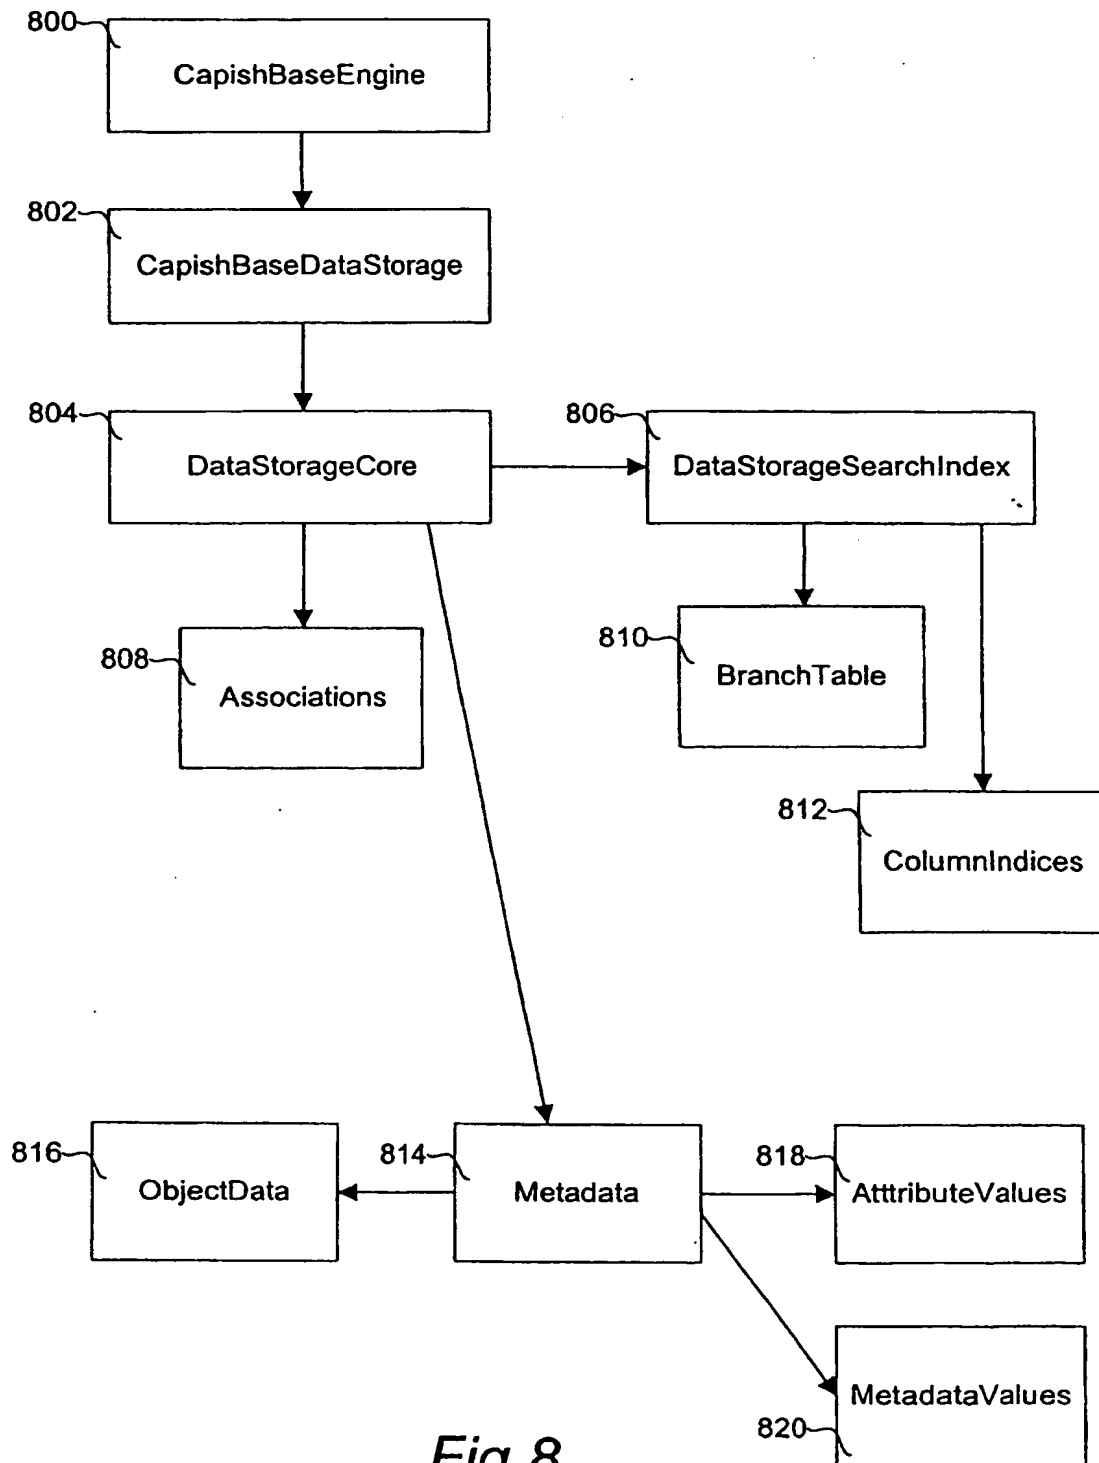 800
CapishBaseEngine
802
CapishBaseDataStorage
804
DataStorageCore
806
DataStorageSearchIndex
808
Associations
810
BranchTable
812
ColumnIndices
816
ObjectData
814
Metadata
818
AtttributeValues
MetadataValues
820
Fig 8